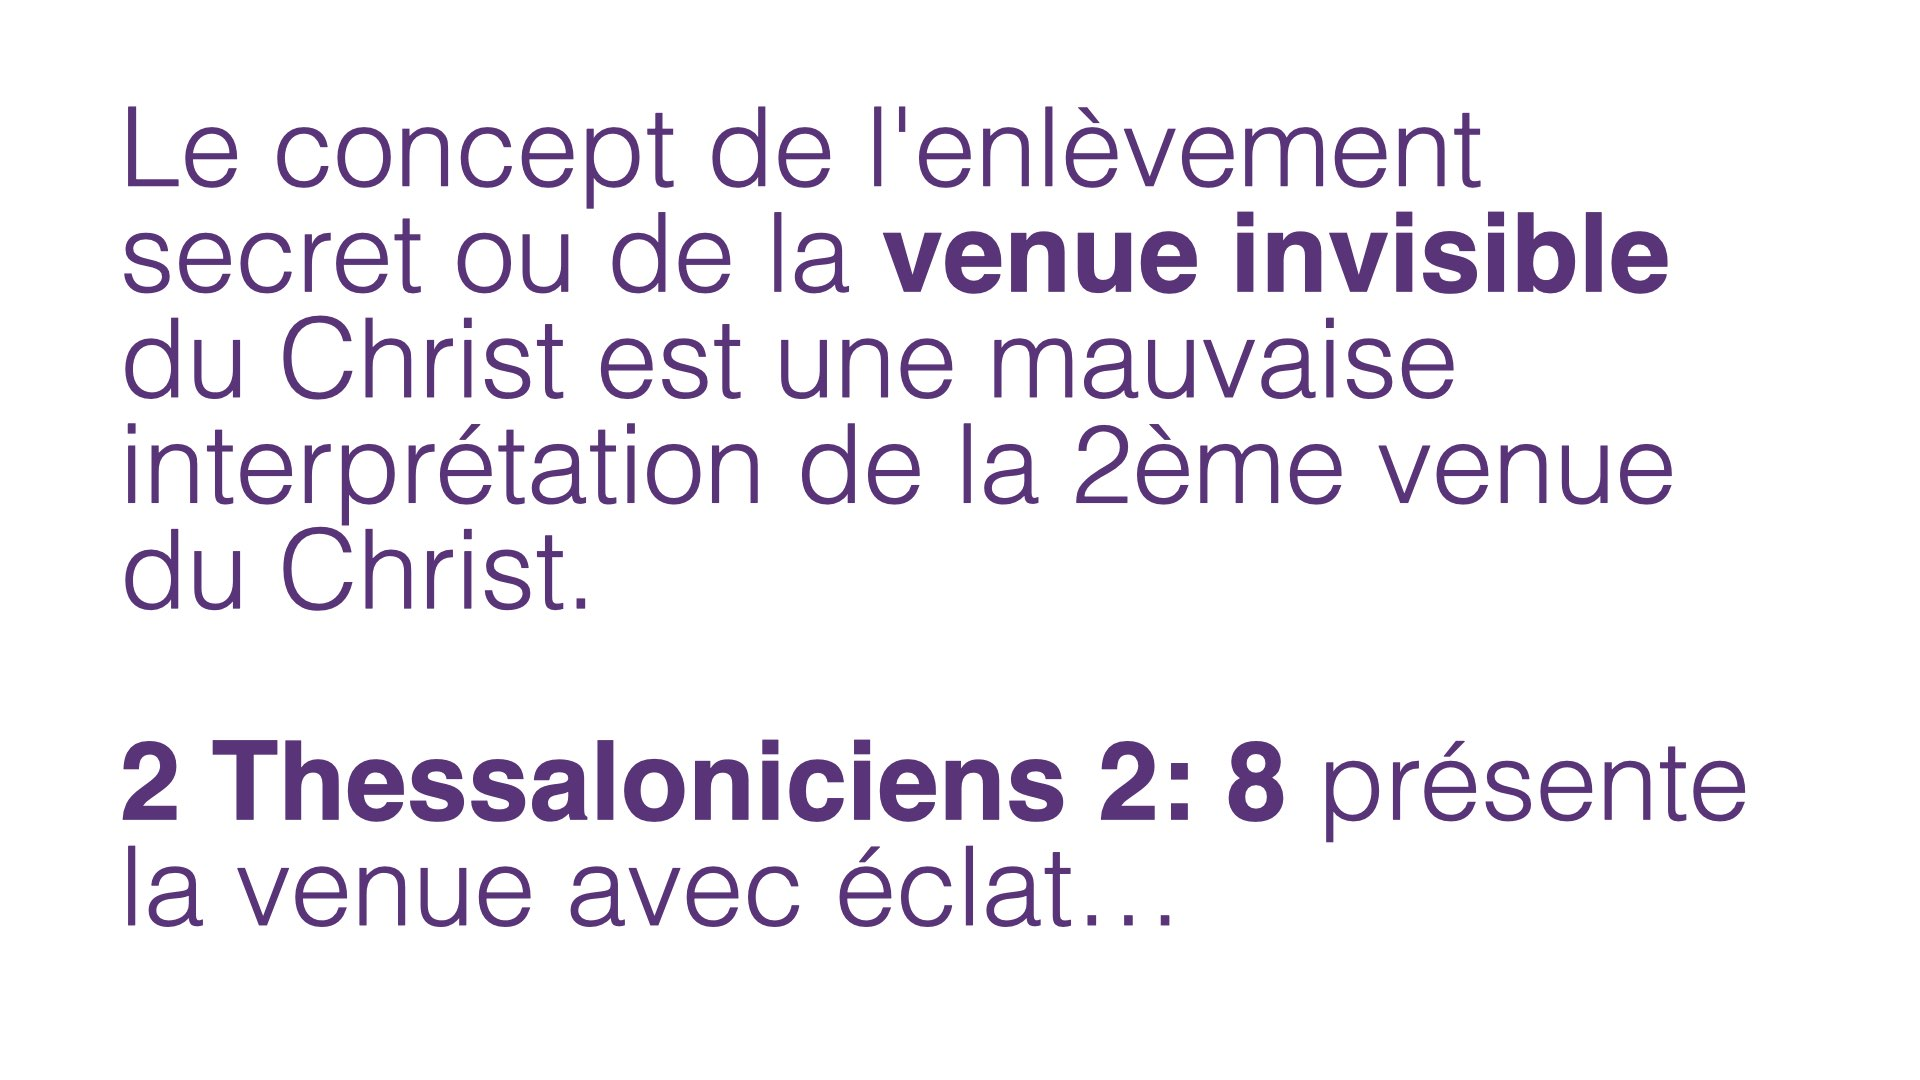 Le concept de l'enlèvement
secret ou de la venue invisible
du Christ est une mauvaise
interprétation de la 2ème venue
du Christ.
2 Thessaloniciens 2: 8 présente
la venue avec éclat…